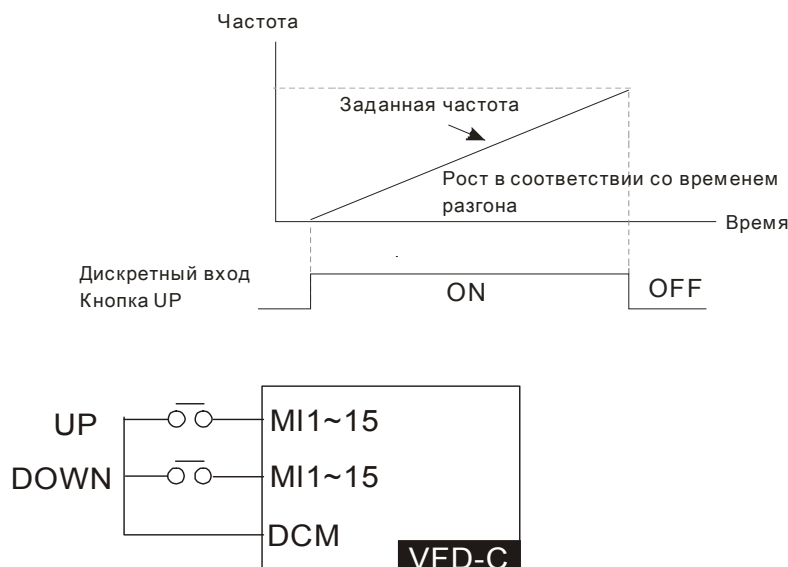 Частота
Заданная частота
Рост в соответствии со временем
разгона
Время
Дискретный вход
Кнопка UP
ON
OFF
UP
MI1~15
DOWN
MI1~15
DCM
VFD-C